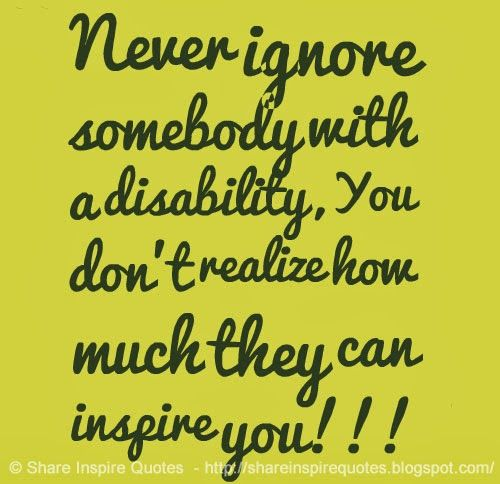 Never ignore
somebody with
a disability, You
don't realize how
much they can
inspire you!!!
© Share Inspire Quotes - http://shareinspirequotes.blogspot.com/